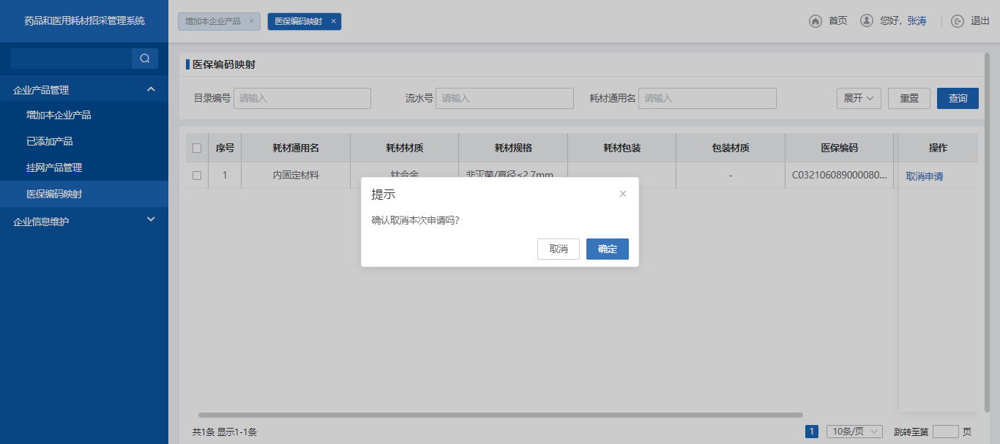 药品和医用耗材招采管理系统
增加本企业产品 ×
医保编码映射 ×
首页
您好，张涛
退出
企业产品管理
增加本企业产品
已添加产品
挂网产品管理
医保编码映射
企业信息维护
医保编码映射
目录编号 请输入
流水号 请输入
耗材通用名 请输入
展开
重置
查询
序号 耗材通用名 耗材材质 耗材规格 耗材包装 包装材质 医保编码 操作
1 内固定材料 钛合金 非灭菌/直径≤2.7mm - C032106089000080... 取消申请
提示 ×
确认取消本次申请吗?
取消 确定
共1条 显示1-1条
1
10条/页
跳转至第 页